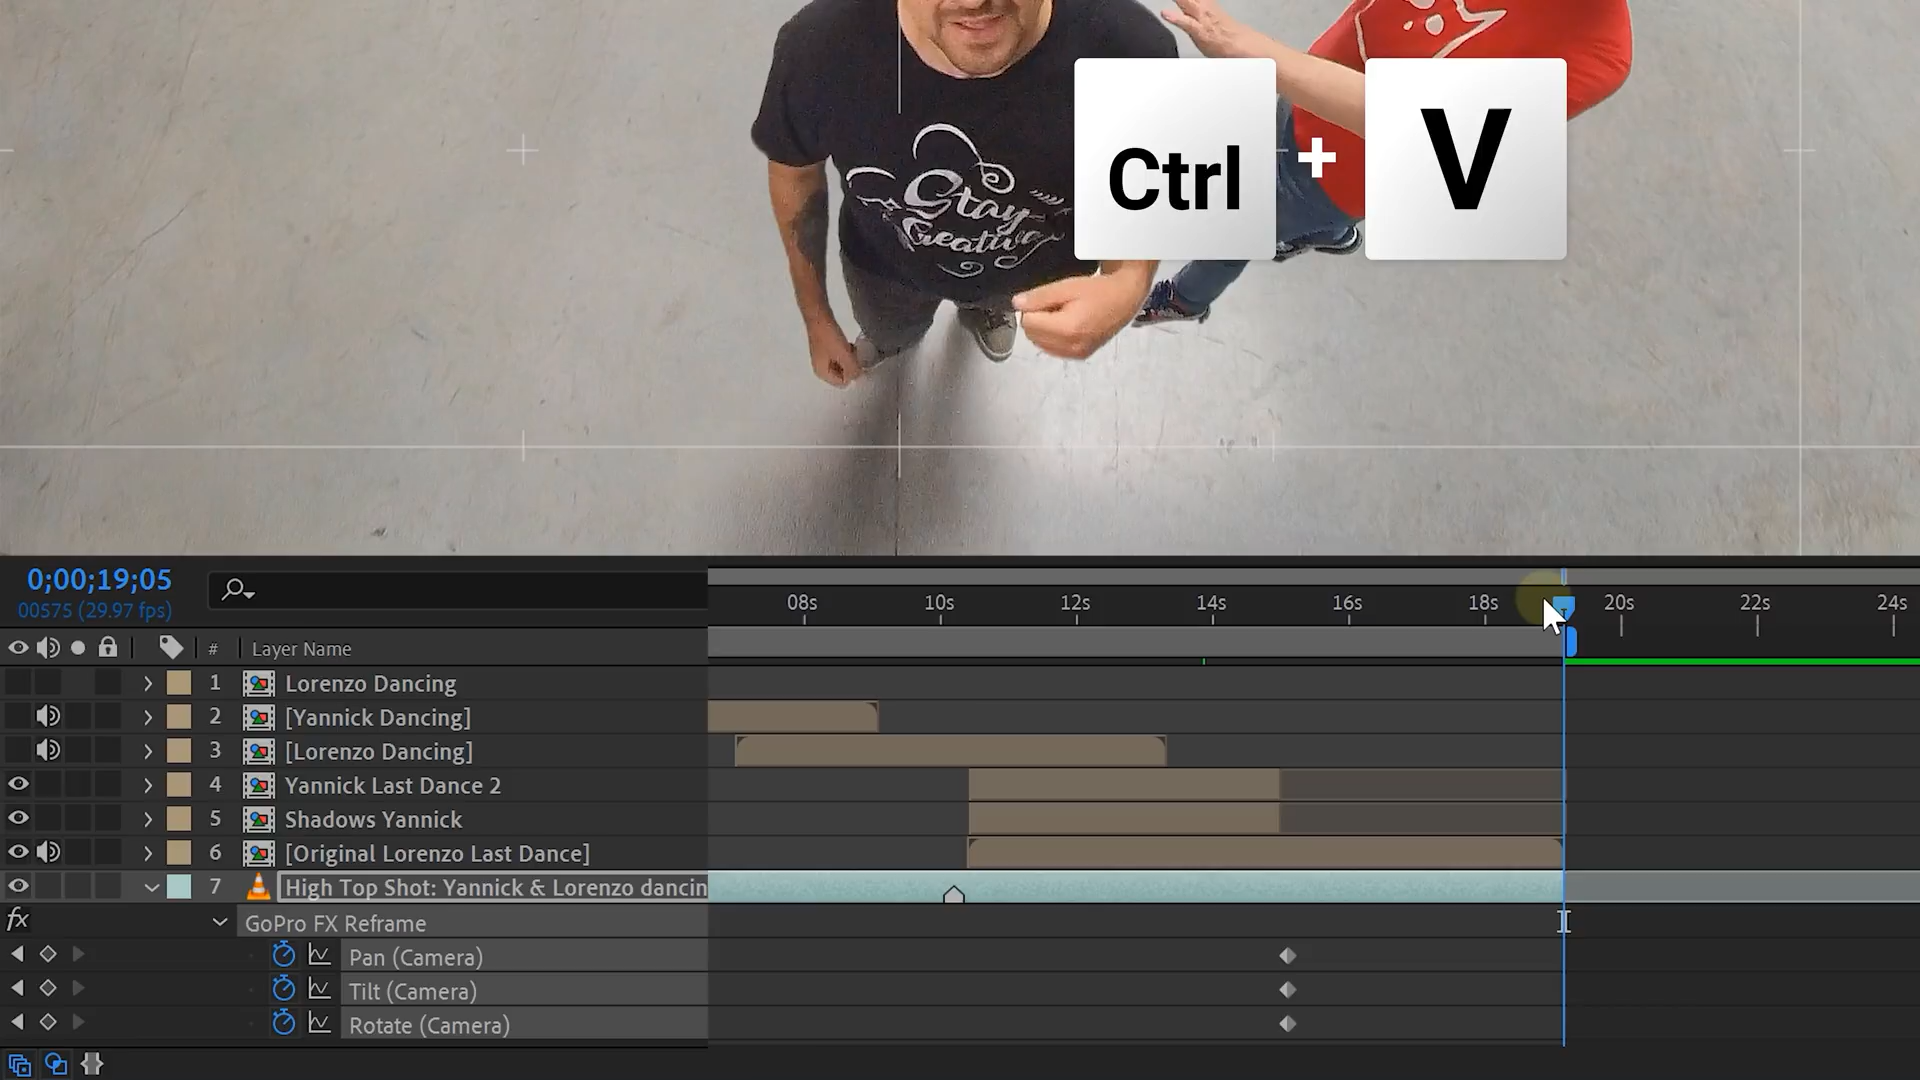 Ctrl + V
Stay
Creative
0;00;19;05
00575 (29.97 fps)
08s 10s 12s 14s 16s 18s 20s 22s 24s
# Layer Name
1 Lorenzo Dancing
2 [Yannick Dancing]
3 [Lorenzo Dancing]
4 Yannick Last Dance 2
5 Shadows Yannick
6 [Original Lorenzo Last Dance]
7 High Top Shot: Yannick & Lorenzo dancin
fx GoPro FX Reframe
Pan (Camera)
Tilt (Camera)
Rotate (Camera)